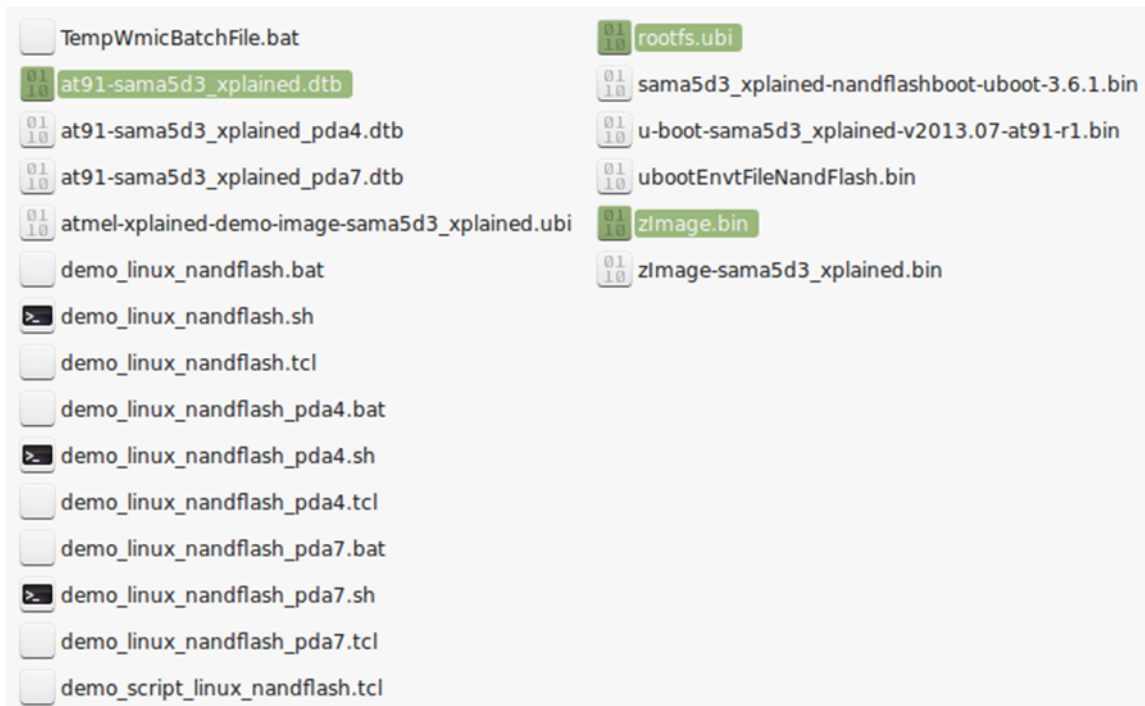 TempWmicBatchFile.bat
at91-sama5d3_xplained.dtb
at91-sama5d3_xplained_pda4.dtb
at91-sama5d3_xplained_pda7.dtb
atmel-xplained-demo-image-sama5d3_xplained.ubi
demo_linux_nandflash.bat
demo_linux_nandflash.sh
demo_linux_nandflash.tcl
demo_linux_nandflash_pda4.bat
demo_linux_nandflash_pda4.sh
demo_linux_nandflash_pda4.tcl
demo_linux_nandflash_pda7.bat
demo_linux_nandflash_pda7.sh
demo_linux_nandflash_pda7.tcl
demo_script_linux_nandflash.tcl
rootfs.ubi
sama5d3_xplained-nandflashboot-uboot-3.6.1.bin
u-boot-sama5d3_xplained-v2013.07-at91-r1.bin
ubootEnvtFileNandFlash.bin
zImage.bin
zImage-sama5d3_xplained.bin